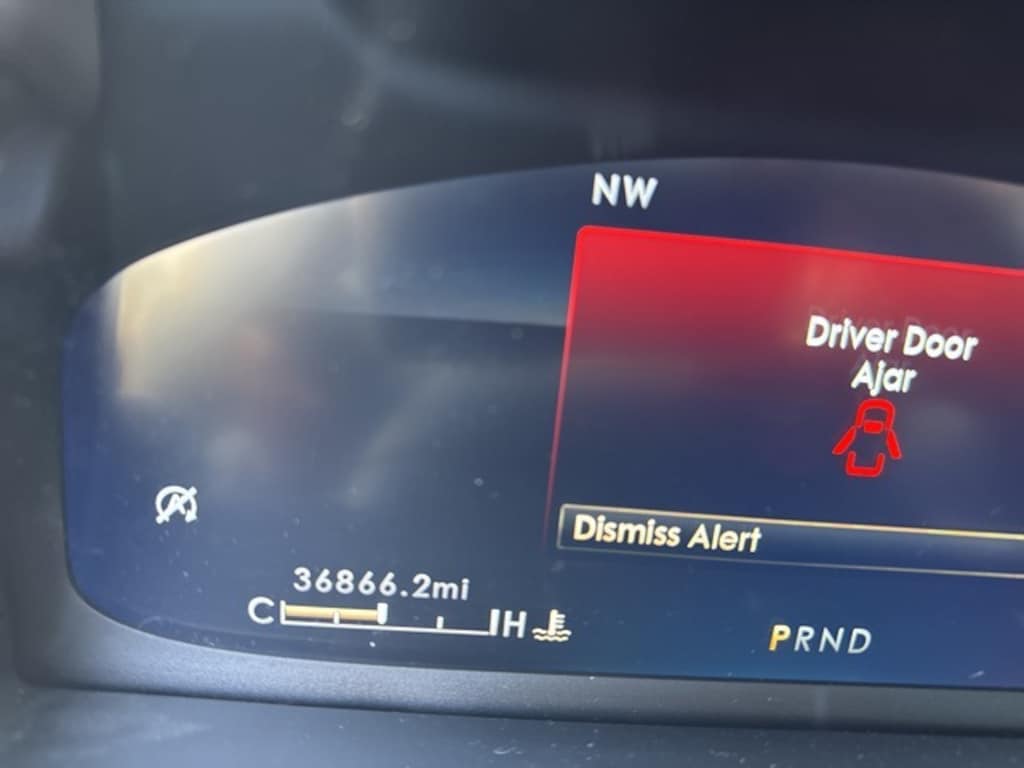 NW
Driver Door
Ajar
Dismiss Alert
36866.2mi
C H
PRND